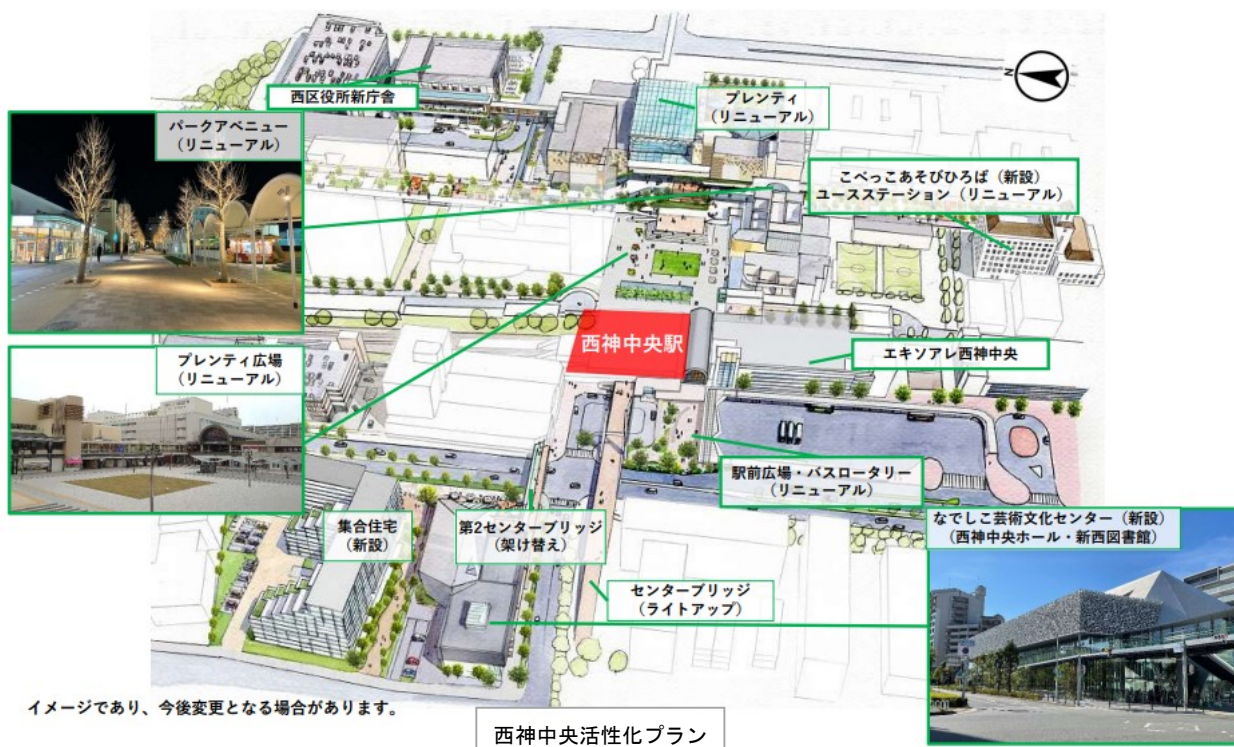 西区役所新庁舎
プレンティ
(リニューアル)
N
パークアベニュー
(リニューアル)
こべっこあそびひろば(新設)
ユースステーション(リニューアル)
西神中央駅
エキソアレ西神中央
プレンティ広場
(リニューアル)
駅前広場・バスロータリー
(リニューアル)
集合住宅
(新設)
第2センターブリッジ
(架け替え)
なでしこ芸術文化センター(新設)
(西神中央ホール・新西図書館)
センターブリッジ
(ライトアップ)
イメージであり、今後変更となる場合があります。
西神中央活性化プラン